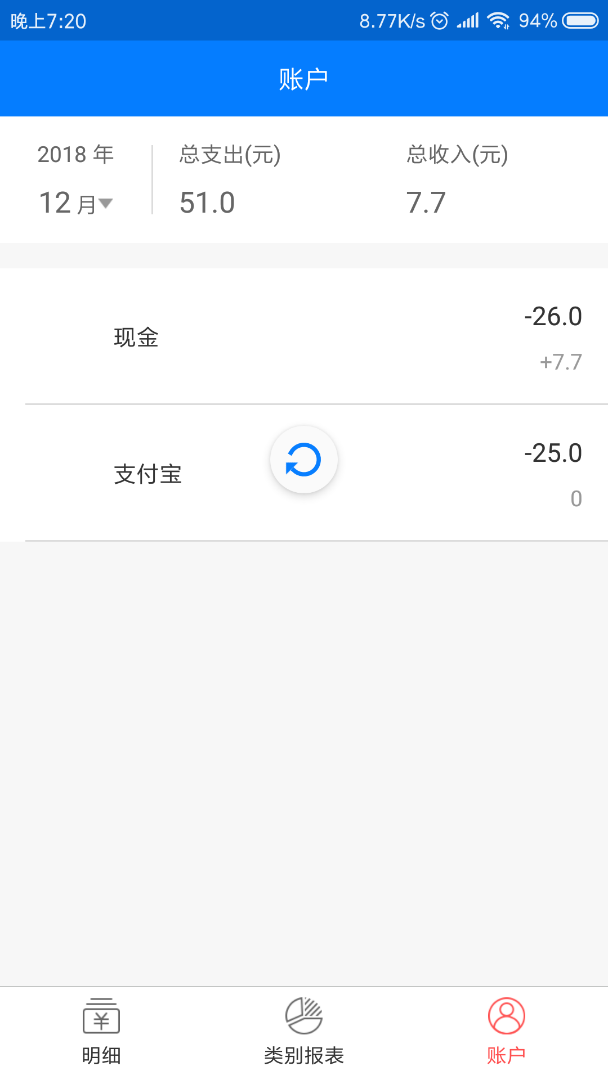 晚上7:20 8.77K/s 94%
账户
2018 年 总支出(元) 总收入(元)
12 月 51.0 7.7
-26.0
现金
+7.7
-25.0
支付宝
0
¥
明细 类别报表 账户